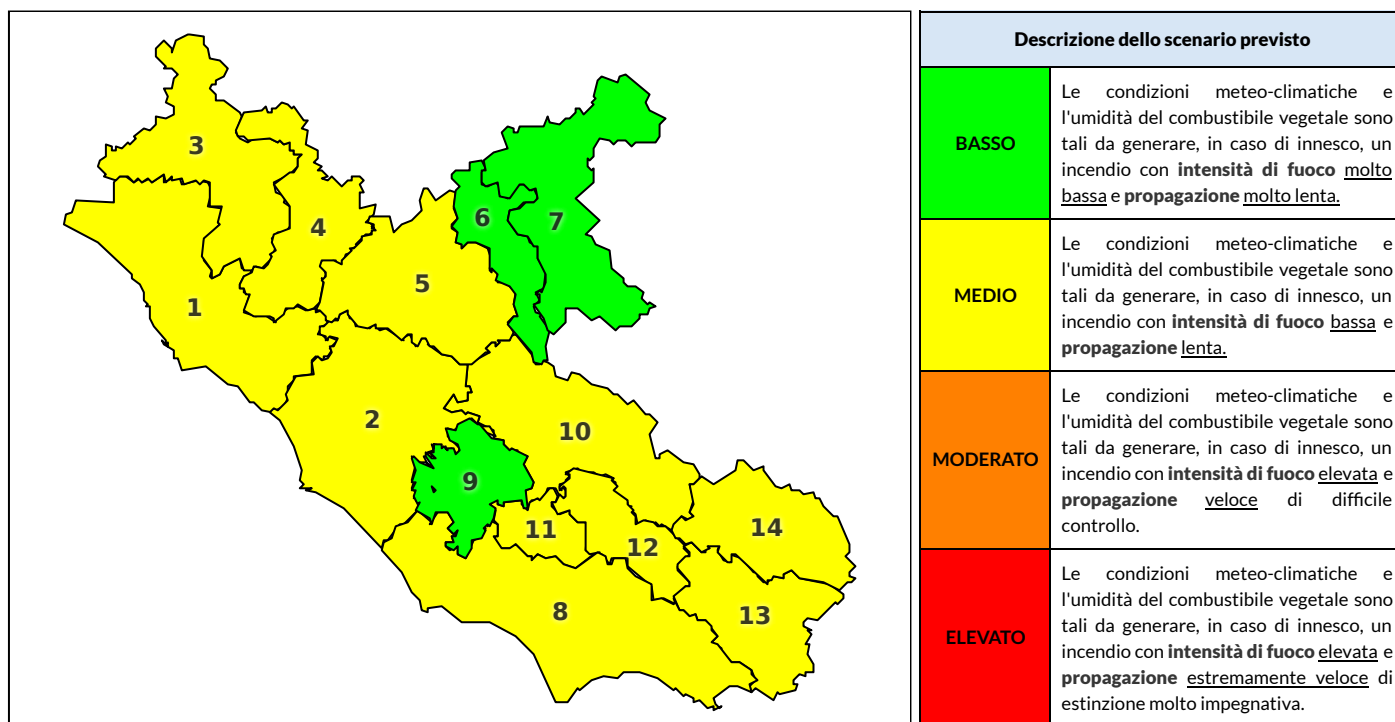 3
4
6
7
5
1
2
10
9
11
12
14
8
13
Descrizione dello scenario previsto
BASSO
Le condizioni meteo-climatiche e
l'umidità del combustibile vegetale sono
tali da generare, in caso di innesco, un
incendio con intensità di fuoco molto
bassa e propagazione molto lenta.
MEDIO
Le condizioni meteo-climatiche e
l'umidità del combustibile vegetale sono
tali da generare, in caso di innesco, un
incendio con intensità di fuoco bassa e
propagazione lenta.
MODERATO
Le condizioni meteo-climatiche e
l'umidità del combustibile vegetale sono
tali da generare, in caso di innesco, un
incendio con intensità di fuoco elevata e
propagazione veloce di difficile
controllo.
ELEVATO
Le condizioni meteo-climatiche e
l'umidità del combustibile vegetale sono
tali da generare, in caso di innesco, un
incendio con intensità di fuoco elevata e
propagazione estremamente veloce di
estinzione molto impegnativa.